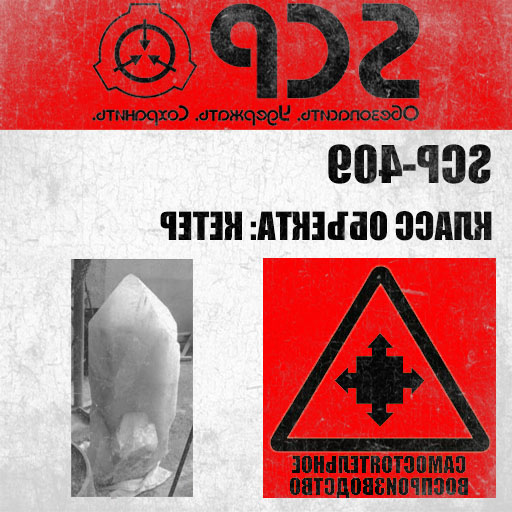 SCP
Обезопасить. Удержать. Сохранить.
SCP-409
КЛАСС ОБЪЕКТА: КЕТЕР
САМОСТОЯТЕЛЬНОЕ
ВОСПРОИЗВОДСТВО